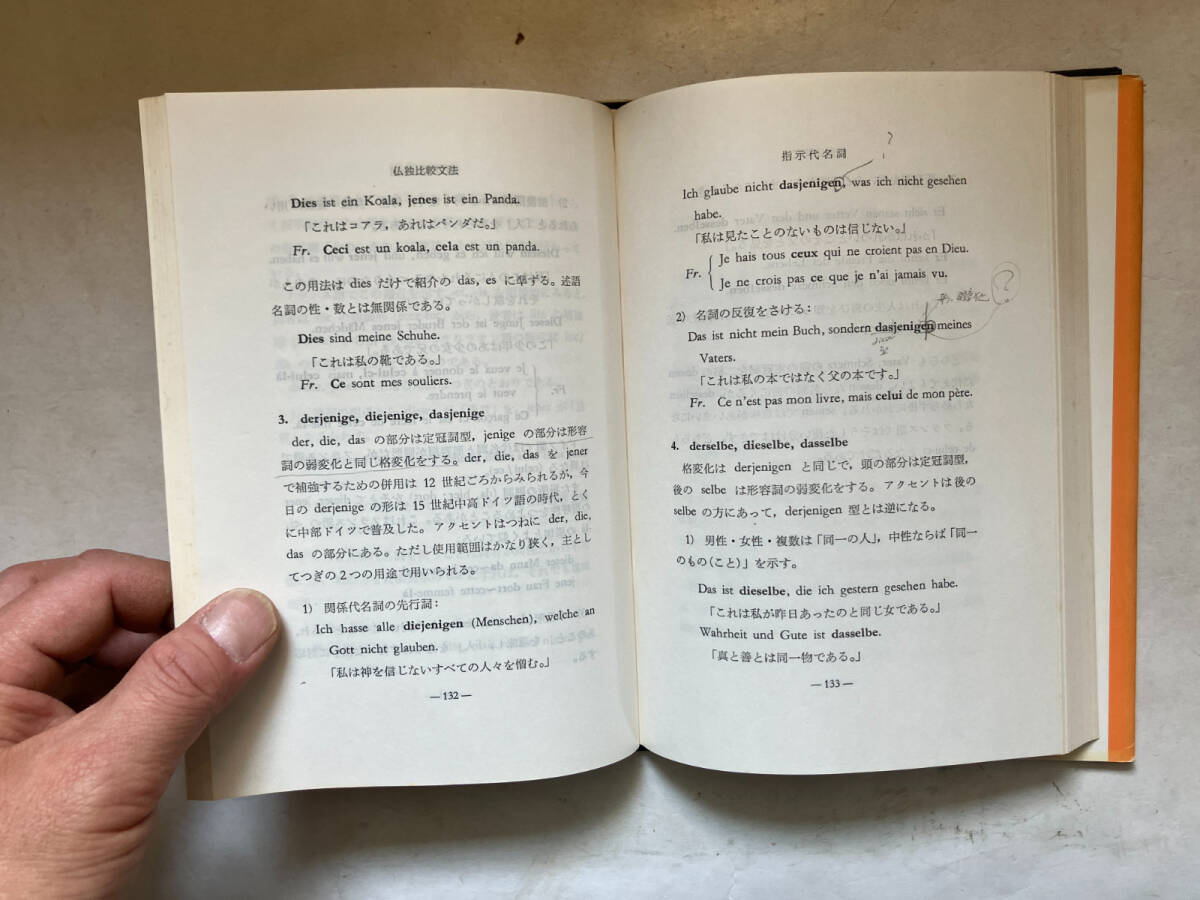 仏独比較文法
Dies ist ein Koala, jenes ist ein Panda.
「これはコアラ，あれはパンダだ。」
Fr. Ceci est un koala, cela est un panda.
この用法は dies だけで紹介の das, es に準ずる。述語
名詞の性・数とは無関係である。
Dies sind meine Schuhe.
「これは私の靴である。」
Fr. Ce sont mes souliers.
3. derjenige, diejenige, dasjenige
der, die, das の部分は定冠詞型，jenige の部分は形容
詞の弱変化と同じ格変化をする。der, die, das を jener
で補強するための併用は 12 世紀ごろからみられるが，今
日の derjenige の形は 15 世紀中高ドイツ語の時代，とく
に中部ドイツで普及した。アクセントはつねに der, die,
das の部分にある。ただし使用範囲はかなり狭く，主とし
てつぎの２つの用途で用いられる。
1) 関係代名詞の先行詞：
Ich hasse alle diejenigen (Menschen), welche an
Gott nicht glauben.
「私は神を信じないすべての人々を憎む。」
— 132 —
指示代名詞
?
Ich glaube nicht dasjenigen, was ich nicht gesehen
habe.
「私は見たことのないものは信じない。」
Fr. { Je hais tous ceux qui ne croient pas en Dieu.
Je ne crois pas ce que je n'ai jamais vu.
?
2) 名詞の反復をさける：
Das ist nicht mein Buch, sondern dasjenigen meines
Vaters.
「これは私の本ではなく父の本です。」
Fr. Ce n'est pas mon livre, mais celui de mon père.
4. derselbe, dieselbe, dasselbe
格変化は derjenigen と同じで，頭の部分は定冠詞型，
後の selbe は形容詞の弱変化をする。アクセントは後の
selbe の方にあって，derjenigen 型とは逆になる。
1) 男性・女性・複数は「同一の人」，中性ならば「同一
のもの(こと)」を示す。
Das ist dieselbe, die ich gestern gesehen habe.
「これは私が昨日あったのと同じ女である。」
Wahrheit und Gute ist dasselbe.
「真と善とは同一物である。」
— 133 —